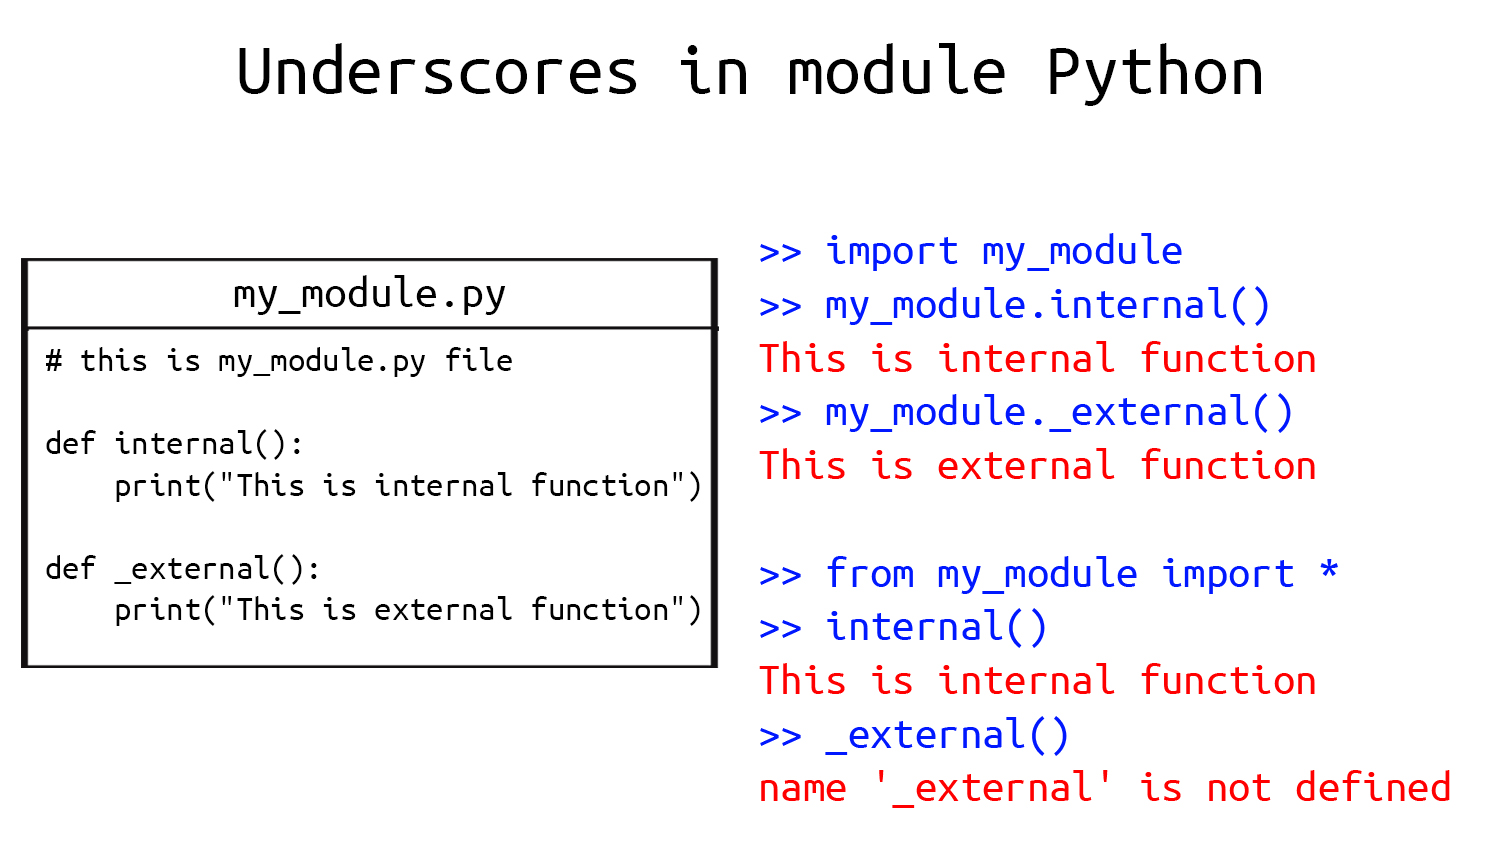 Underscores in module Python
my_module.py
# this is my_module.py file
def internal():
    print("This is internal function")
def _external():
    print("This is external function")
>> import my_module
>> my_module.internal()
This is internal function
>> my_module._external()
This is external function
>> from my_module import *
>> internal()
This is internal function
>> _external()
name '_external' is not defined